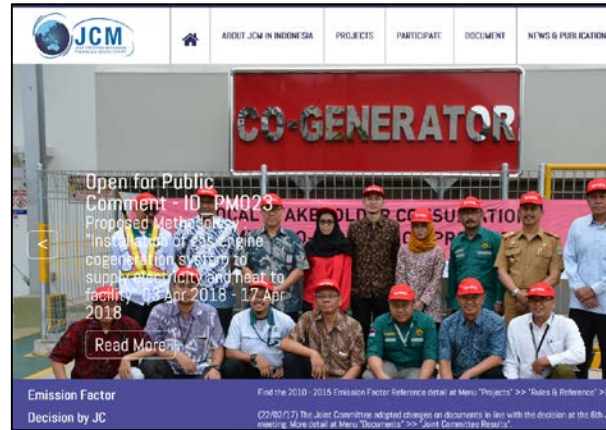 JCM
ABOUT JCM IN INDONESIA
PROJECTS
PARTICIPATE
DOCUMENT
NEWS & PUBLICATION
CO-GENERATOR
Open for Public
Comment - ID_PM023
Proposed Methodology
"Installation of gas engine
cogeneration system to
supply electricity and heat to
facility" 03 Apr 2018 - 17 Apr
2018
<
Read More
Emission Factor
Find the 2010 - 2015 Emission Factor Reference detail at Menu "Projects" >> "Rules & Reference" >>
Decision by JC
(22/02/17) The Joint Committee adopted changes on documents in line with the decision at the 6th
meeting. More detail at Menu "Documents" >> "Joint Committee Results".